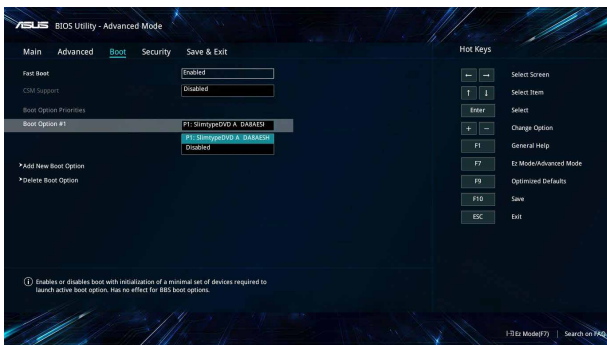 ASUS BIOS Utility - Advanced Mode
Main Advanced Boot Security Save & Exit
Hot Keys
Fast Boot Enabled
CSM Support Disabled
Boot Option Priorities
Boot Option #1 P1: SlimtypeDVD A DA8AESI
P1: SlimtypeDVD A DA8AESH
Disabled
>Add New Boot Option
>Delete Boot Option
← → Select Screen
↑ ↓ Select Item
Enter Select
+ − Change Option
F1 General Help
F7 Ez Mode/Advanced Mode
F9 Optimized Defaults
F10 Save
ESC Exit
Enables or disables boot with initialization of a minimal set of devices required to
launch active boot option. Has no effect for BBS boot options.
Ez Mode(F7) | Search on FAQ